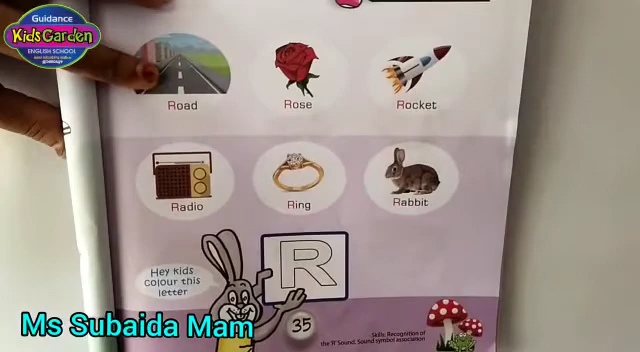 Guidance
Kids Garden
ENGLISH SCHOOL
Road
Rose
Rocket
Radio
Ring
Rabbit
Hey kids
colour this
letter
R
35
Skills: Recognition of
the 'R' Sound, Sound symbol association
Ms Subaida Mam